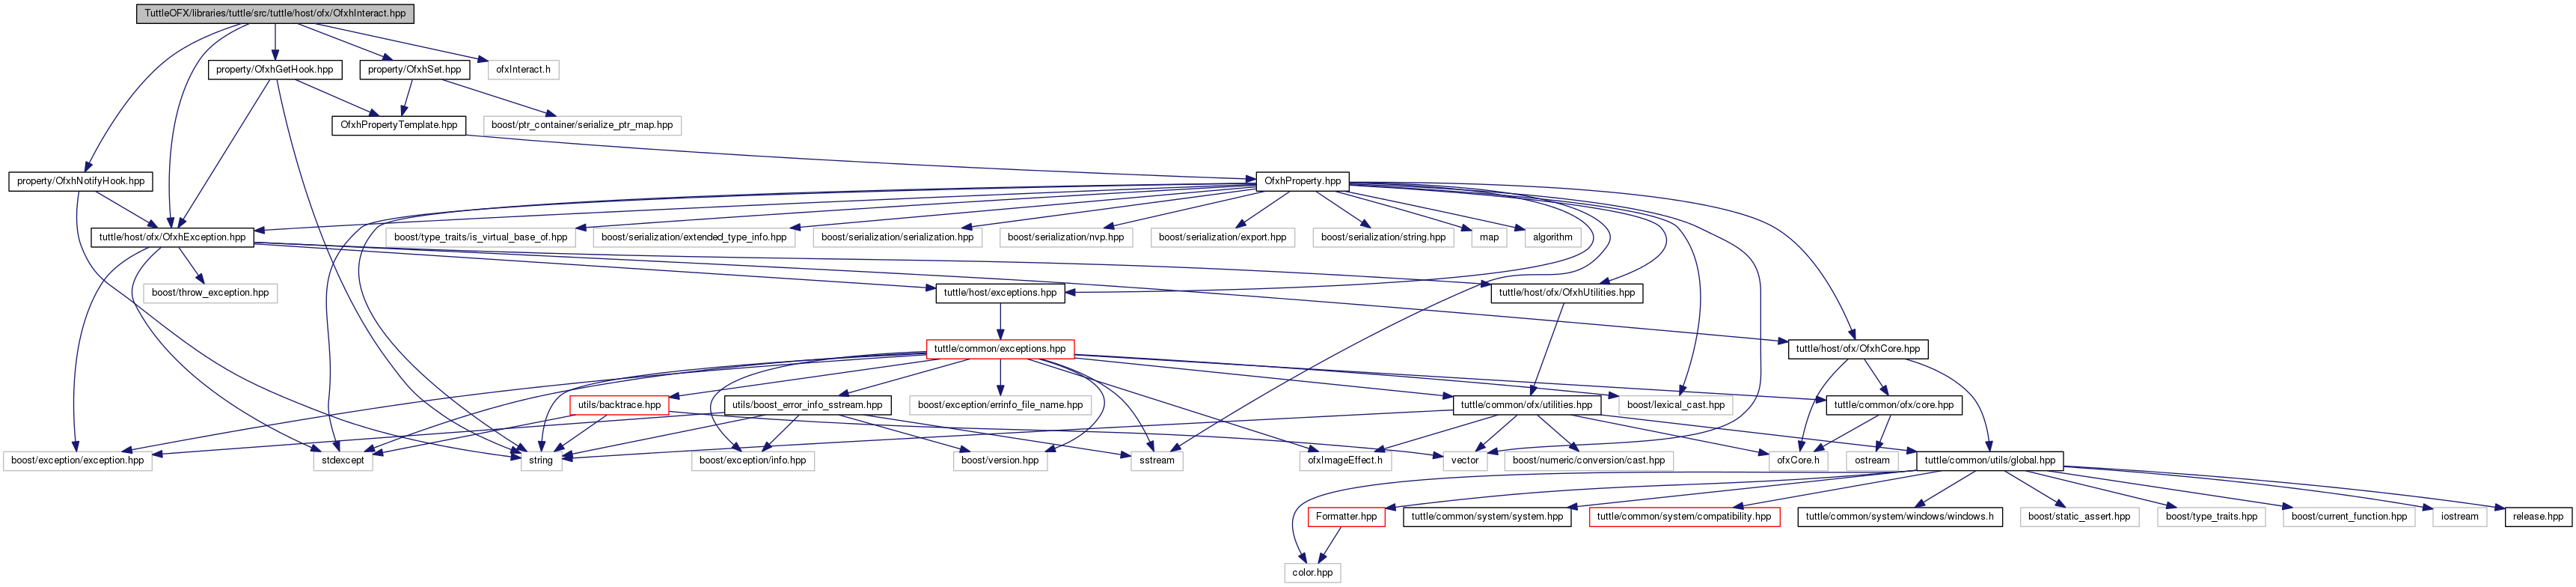 TuttleOFX/libraries/tuttle/src/tuttle/host/ofx/OfxhInteract.hpp
property/OfxhGetHook.hpp
property/OfxhSet.hpp
ofxInteract.h
OfxhPropertyTemplate.hpp
boost/ptr_container/serialize_ptr_map.hpp
property/OfxhNotifyHook.hpp
OfxhProperty.hpp
tuttle/host/ofx/OfxhException.hpp
boost/type_traits/is_virtual_base_of.hpp
boost/serialization/extended_type_info.hpp
boost/serialization/serialization.hpp
boost/serialization/nvp.hpp
boost/serialization/export.hpp
boost/serialization/string.hpp
map
algorithm
boost/throw_exception.hpp
tuttle/host/exceptions.hpp
tuttle/host/ofx/OfxhUtilities.hpp
tuttle/common/exceptions.hpp
tuttle/host/ofx/OfxhCore.hpp
utils/backtrace.hpp
utils/boost_error_info_sstream.hpp
boost/exception/errinfo_file_name.hpp
tuttle/common/ofx/utilities.hpp
boost/lexical_cast.hpp
tuttle/common/ofx/core.hpp
boost/exception/exception.hpp
stdexcept
string
boost/exception/info.hpp
boost/version.hpp
sstream
ofxImageEffect.h
vector
boost/numeric/conversion/cast.hpp
ofxCore.h
ostream
tuttle/common/utils/global.hpp
Formatter.hpp
tuttle/common/system/system.hpp
tuttle/common/system/compatibility.hpp
tuttle/common/system/windows/windows.h
boost/static_assert.hpp
boost/type_traits.hpp
boost/current_function.hpp
iostream
release.hpp
color.hpp